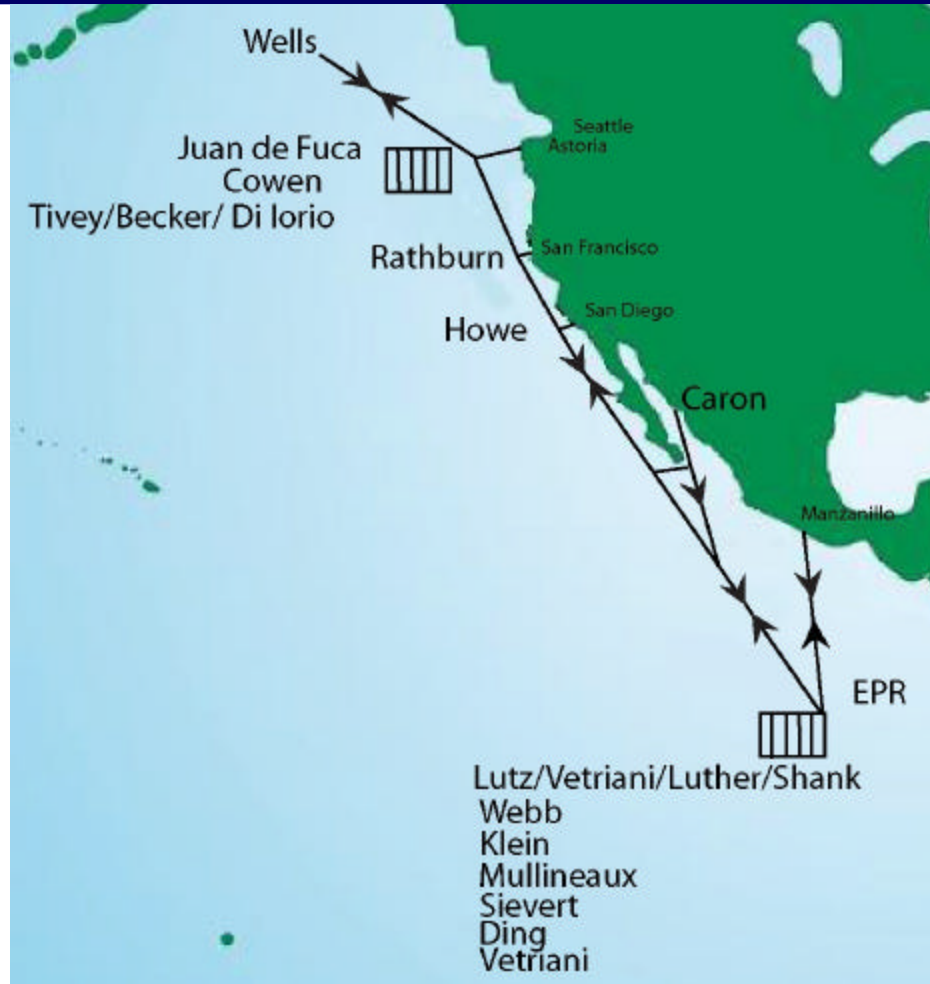 Wells
Seattle
Astoria
Juan de Fuca
Cowen
Tivey/Becker/ Di Iorio
San Francisco
Rathburn
San Diego
Howe
Caron
Manzanillo
EPR
Lutz/Vetriani/Luther/Shank
Webb
Klein
Mullineaux
Sievert
Ding
Vetriani